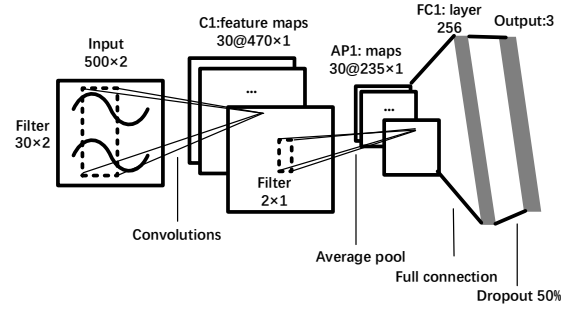 Input
500×2
Filter
30×2
C1:feature maps
30@470×1
...
Filter
2×1
Convolutions
AP1: maps
30@235×1
...
Average pool
FC1: layer
256
Output:3
Full connection
Dropout 50%